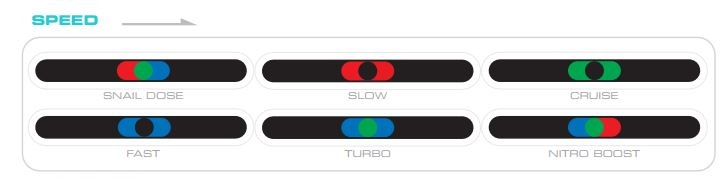 SPEED
SNAIL DOSE SLOW CRUISE
FAST TURBO NITRO BOOST